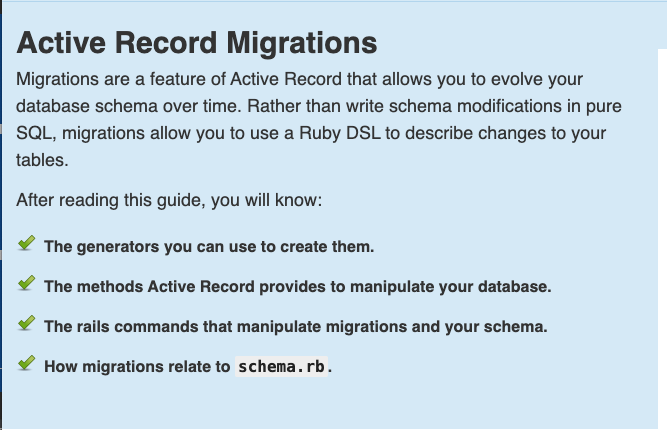 Active Record Migrations
Migrations are a feature of Active Record that allows you to evolve your
database schema over time. Rather than write schema modifications in pure
SQL, migrations allow you to use a Ruby DSL to describe changes to your
tables.
After reading this guide, you will know:
The generators you can use to create them.
The methods Active Record provides to manipulate your database.
The rails commands that manipulate migrations and your schema.
How migrations relate to schema.rb.